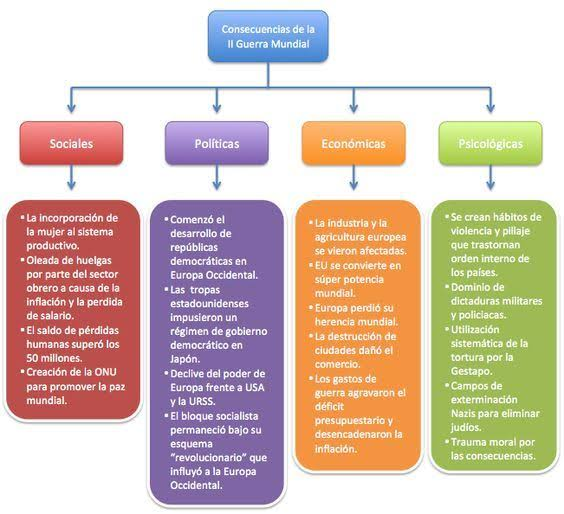 Consecuencias de la
II Guerra Mundial
Sociales
Políticas
Económicas
Psicológicas
▪ La incorporación de
la mujer al sistema
productivo.
▪ Oleada de huelgas
por parte del sector
obrero a causa de la
inflación y la perdida
de salario.
▪ El saldo de pérdidas
humanas superó los
50 millones.
▪ Creación de la ONU
para promover la paz
mundial.
▪ Comenzó el
desarrollo de
repúblicas
democráticas en
Europa Occidental.
▪ Las tropas
estadounidenses
impusieron un
régimen de gobierno
democrático en
Japón.
▪ Declive del poder de
Europa frente a USA
y la URSS.
▪ El bloque socialista
permaneció bajo su
esquema
"revolucionario" que
influyó a la Europa
Occidental.
▪ La industria y la
agricultura europea
se vieron afectadas.
▪ EU se convierte en
súper potencia
mundial.
▪ Europa perdió su
herencia mundial.
▪ La destrucción de
ciudades dañó el
comercio.
▪ Los gastos de
guerra agravaron el
déficit
presupuestario y
desencadenaron la
inflación.
▪ Se crean hábitos de
violencia y pillaje
que trastornan
orden interno de
los países.
▪ Dominio de
dictaduras militares
y policiacas.
▪ Utilización
sistemática de la
tortura por la
Gestapo.
▪ Campos de
exterminación
Nazis para eliminar
judíos.
▪ Trauma moral por
las consecuencias.